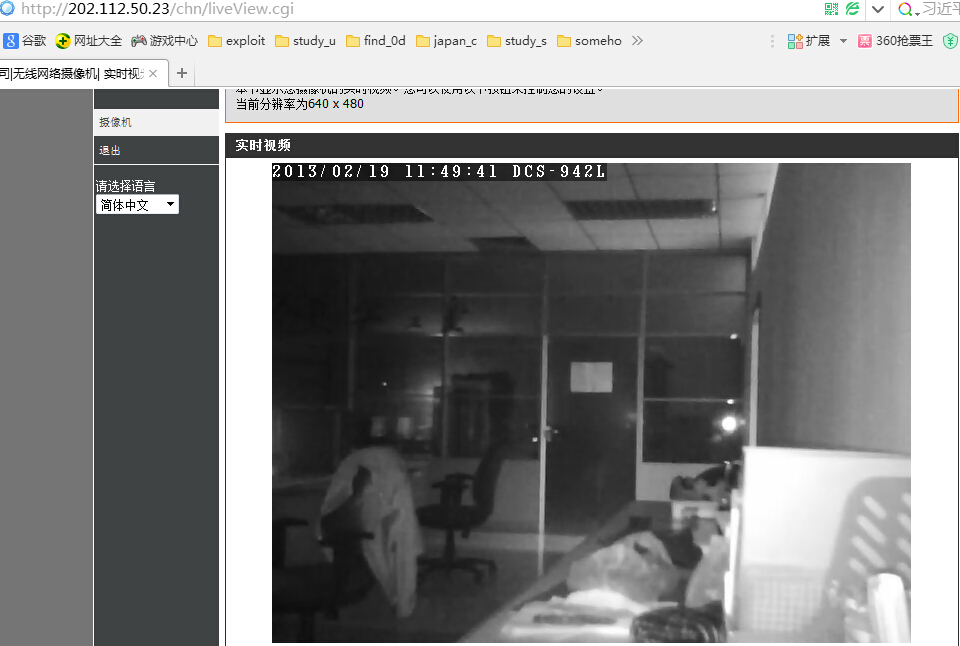 http://202.112.50.23/chn/liveView.cgi
习近平
谷歌 网址大全 游戏中心 exploit study_u find_0d japan_c study_s someho » 扩展 360抢票王
司|无线网络摄像机| 实时视 × +
当前分辨率为640 x 480
摄像机
退出
请选择语言
简体中文
实时视频
2013/02/19 11:49:41 DCS-942L